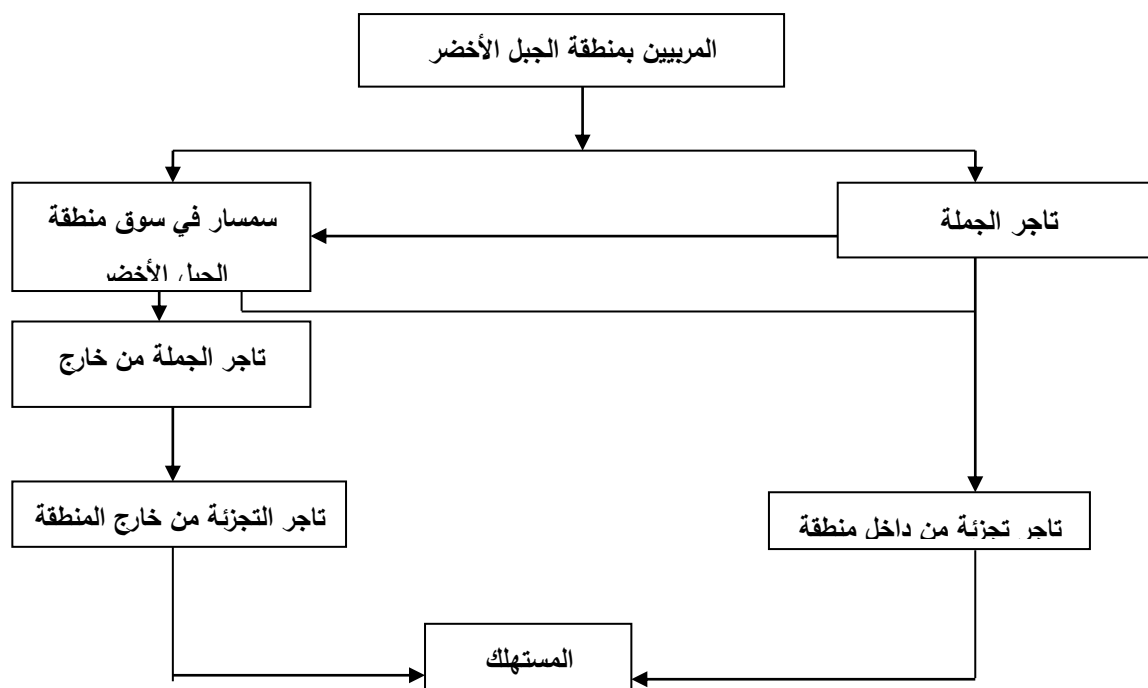 المربيين بمنطقة الجبل الأخضر
تاجر الجملة
سمسار في سوق منطقة
الجبل الأخضر
تاجر الجملة من خارج
تاجر التجزئة من خارج المنطقة
تاجر تجزئة من داخل منطقة
المستهلك